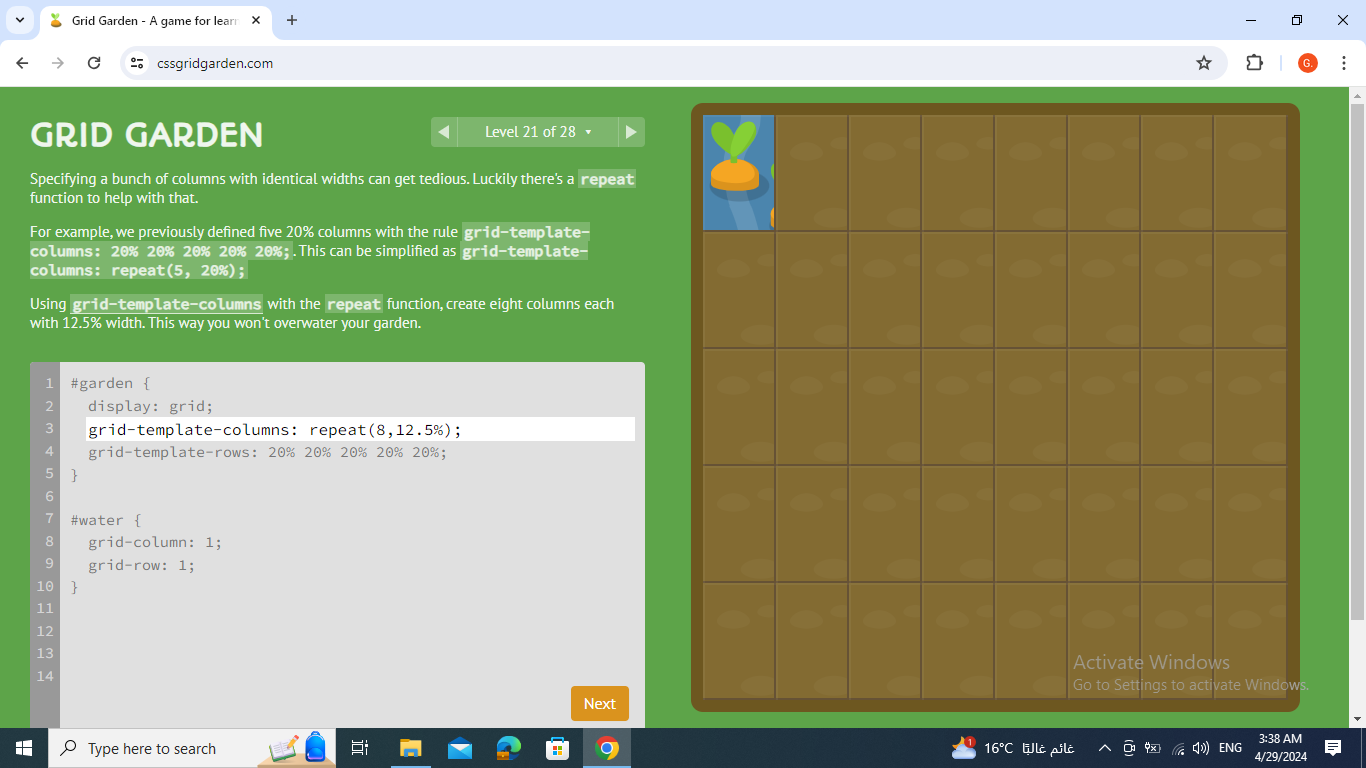 Grid Garden - A game for lear
cssgridgarden.com
G.
GRID GARDEN
Level 21 of 28
Specifying a bunch of columns with identical widths can get tedious. Luckily there's a repeat
function to help with that.
For example, we previously defined five 20% columns with the rule grid-template-
columns: 20% 20% 20% 20% 20%;. This can be simplified as grid-template-
columns: repeat(5, 20%);
Using grid-template-columns with the repeat function, create eight columns each
with 12.5% width. This way you won't overwater your garden.
1 #garden {
2 display: grid;
3 grid-template-columns: repeat(8,12.5%);
4 grid-template-rows: 20% 20% 20% 20% 20%;
5 }
6
7 #water {
8 grid-column: 1;
9 grid-row: 1;
10 }
11
12
13
14
Next
Activate Windows
Go to Settings to activate Windows.
Type here to search
1
16°C غائم غالبًا
ENG
3:38 AM
4/29/2024